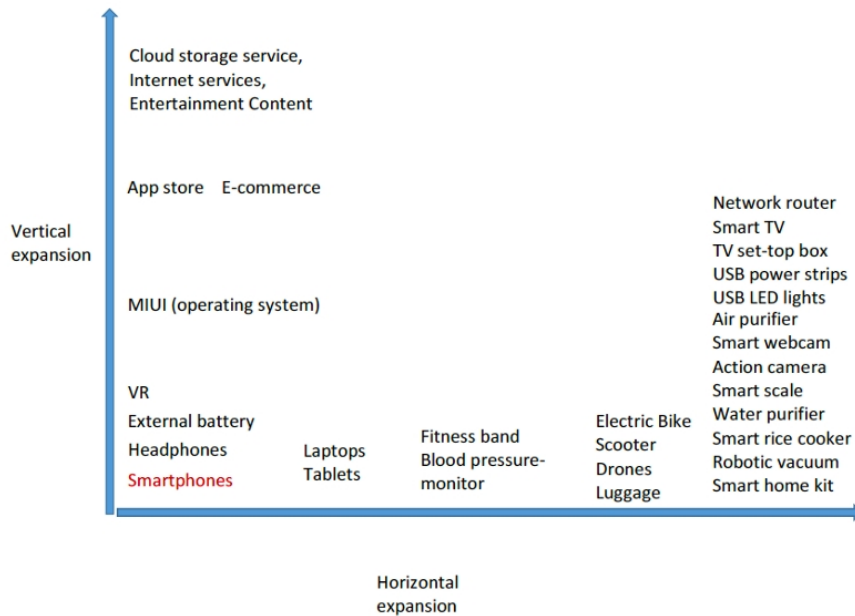 Cloud storage service,
Internet services,
Entertainment Content
App store E-commerce
Vertical
expansion
MIUI (operating system)
VR
External battery
Headphones
Smartphones
Laptops
Tablets
Fitness band
Blood pressure-
monitor
Electric Bike
Scooter
Drones
Luggage
Network router
Smart TV
TV set-top box
USB power strips
USB LED lights
Air purifier
Smart webcam
Action camera
Smart scale
Water purifier
Smart rice cooker
Robotic vacuum
Smart home kit
Horizontal
expansion